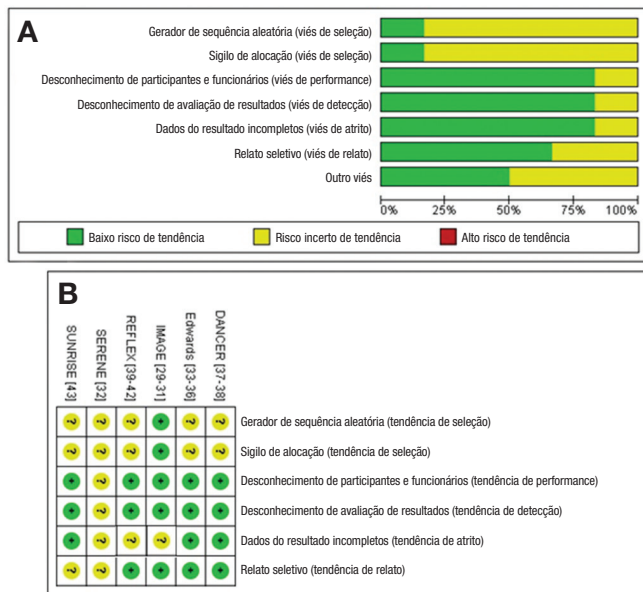 A
Gerador de sequência aleatória (viés de seleção)
Sigilo de alocação (viés de seleção)
Desconhecimento de participantes e funcionários (viés de performance)
Desconhecimento de avaliação de resultados (viés de detecção)
Dados do resultado incompletos (viés de atrito)
Relato seletivo (viés de relato)
Outro viés
0% 25% 50% 75% 100%
Baixo risco de tendência Risco incerto de tendência Alto risco de tendência
B
SUNRISE [43]
SERENE [32]
REFLEX [39-42]
IMAGE [29-31]
Edwards [33-36]
DANCER [37-38]
? ? ? + ? ? Gerador de sequência aleatória (tendência de seleção)
? ? ? + ? ? Sigilo de alocação (tendência de seleção)
+ ? + + + + Desconhecimento de participantes e funcionários (tendência de performance)
+ ? + + + + Desconhecimento de avaliação de resultados (tendência de detecção)
+ ? ? ? + + Dados do resultado incompletos (tendência de atrito)
? ? + + + + Relato seletivo (tendência de relato)